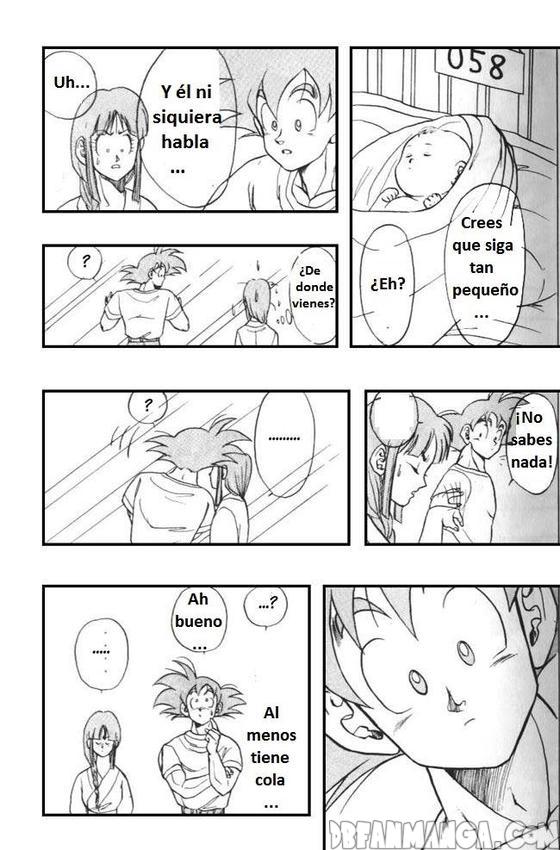 058
Crees
que siga
tan
pequeño
...
¿Eh?
Y él ni
siquiera
habla
...
Uh...
¿De
donde
vienes?
?
¡No
sabes
nada!
.........
?
...?
Ah
bueno
...
Al
menos
tiene
cola
...
.....
DBFANMANGA.COM